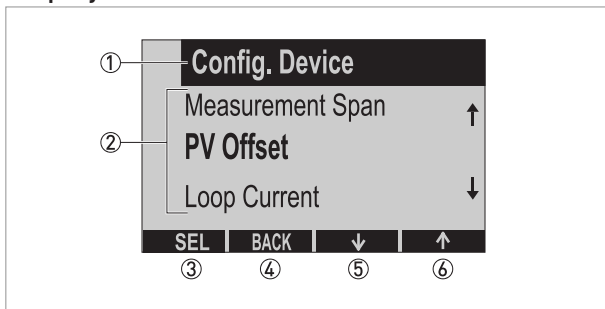 ① Config. Device
② Measurement Span ↑
PV Offset
Loop Current ↓
SEL BACK ↓ ↑
③ ④ ⑤ ⑥